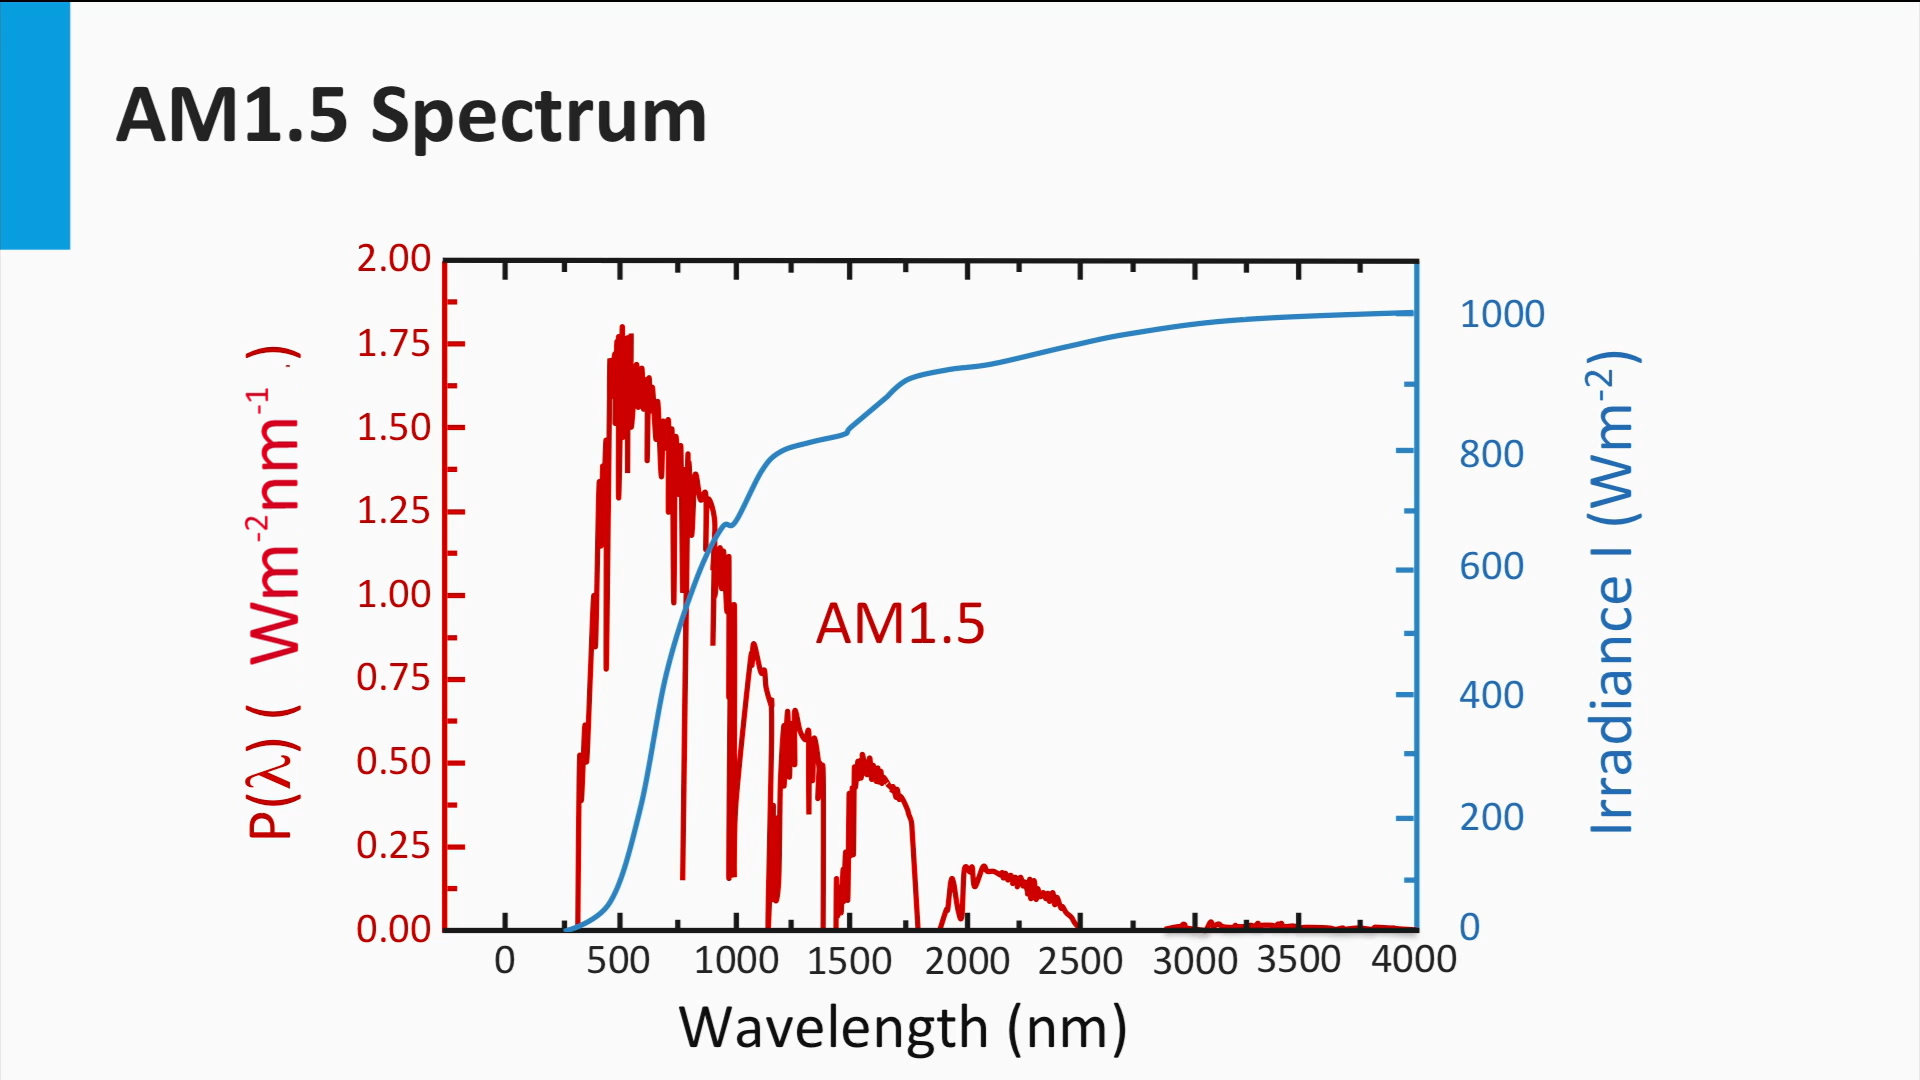 AM1.5 Spectrum
2.00
1.75
1.50
1.25
1.00
0.75
0.50
0.25
0.00
P(λ) ( Wm-2nm-1 )
AM1.5
1000
800
600
400
200
0
Irradiance I (Wm-2)
0 500 1000 1500 2000 2500 3000 3500 4000
Wavelength (nm)